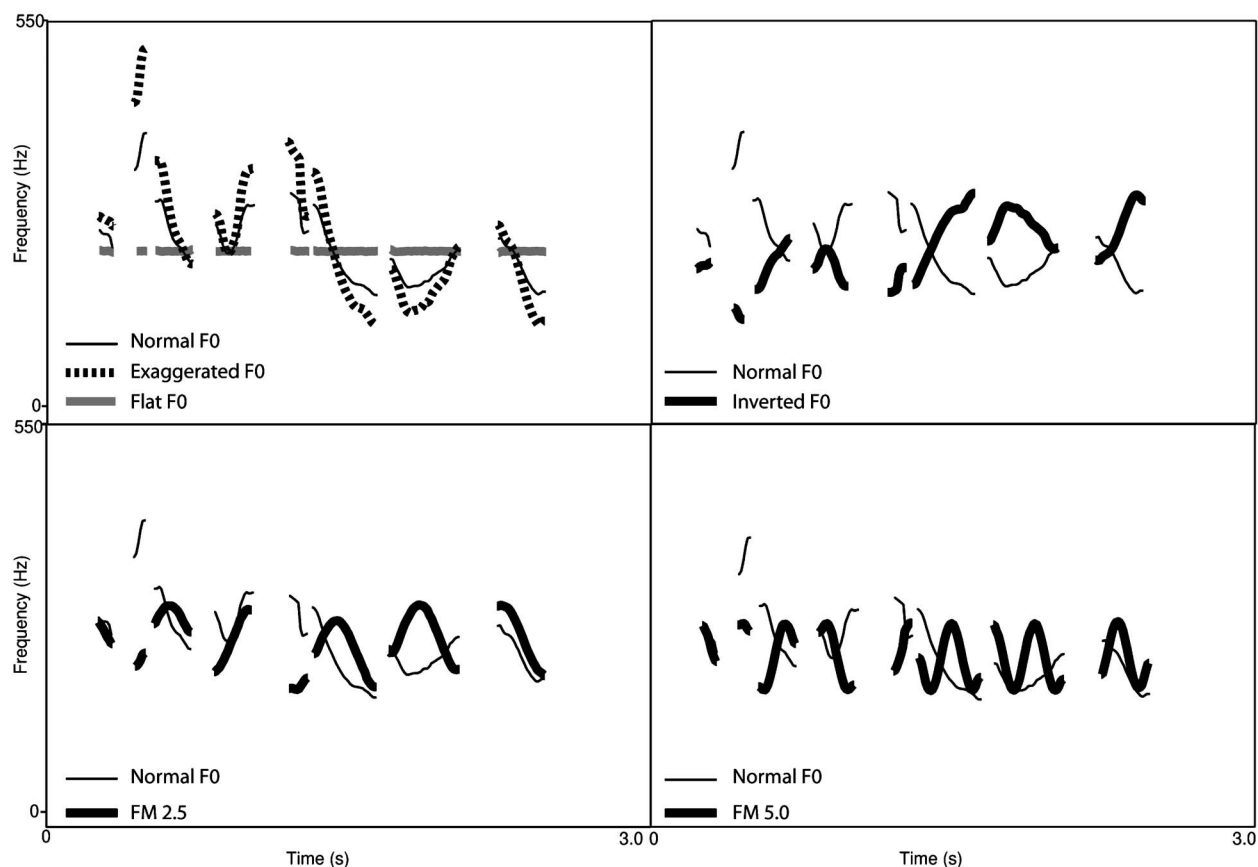 550
Frequency (Hz)
Normal F0
Exaggerated F0
Flat F0
0
Normal F0
Inverted F0
550
Frequency (Hz)
Normal F0
FM 2.5
0
Normal F0
FM 5.0
0 3.0 0 3.0
Time (s) Time (s)